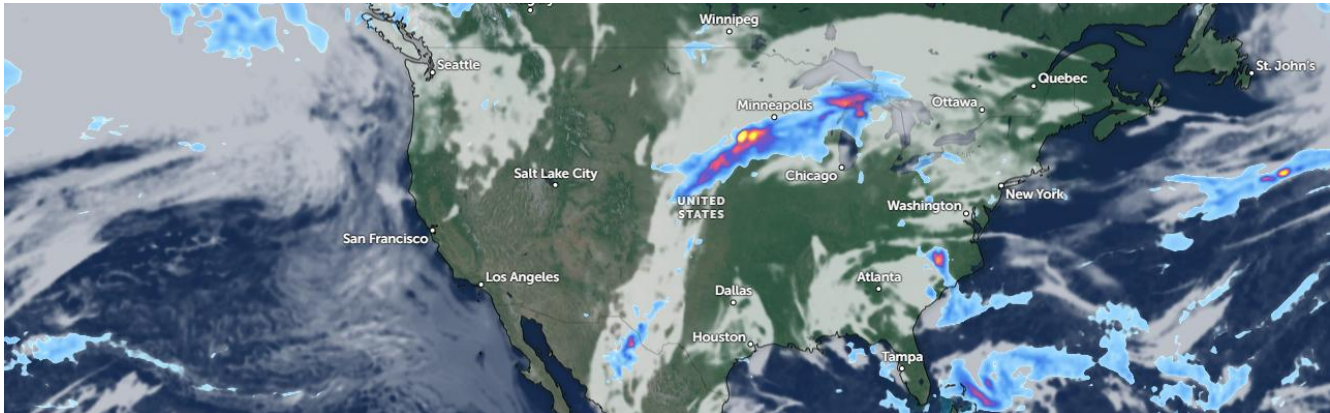 Winnipeg
Seattle
St. John's
Quebec
Minneapolis
Ottawa
Salt Lake City
Chicago
UNITED
STATES
New York
Washington
San Francisco
Los Angeles
Atlanta
Dallas
Houston
Tampa